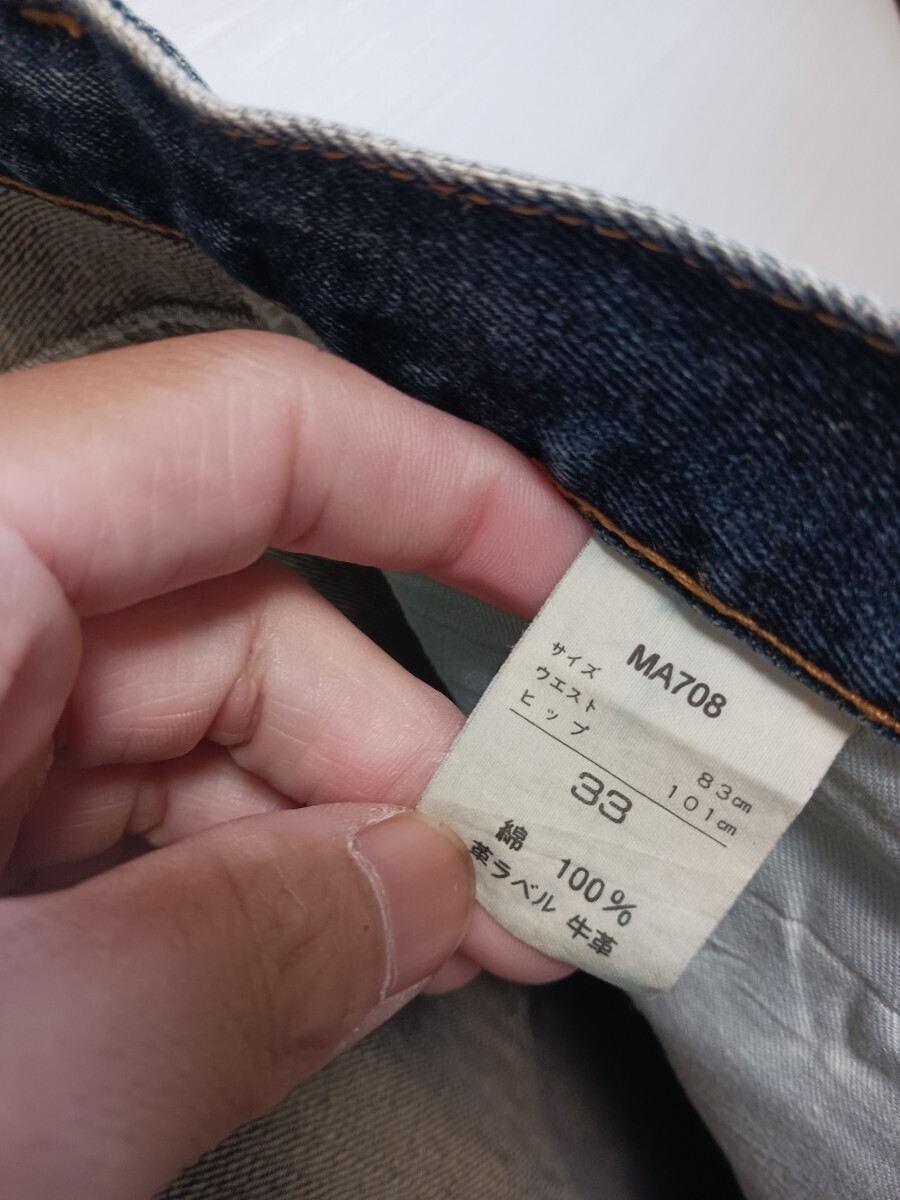 MA708
サイズ
ウエスト 83cm
ヒップ 101cm
33
綿 100%
革ラベル 牛革